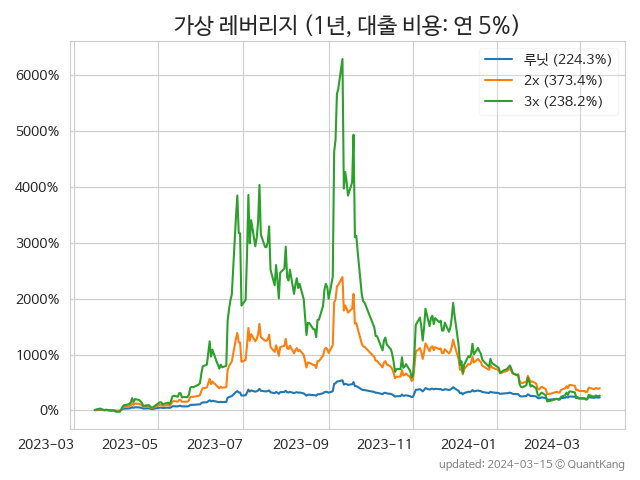 가상 레버리지 (1년, 대출 비용: 연 5%)
루닛 (224.3%)
2x (373.4%)
3x (238.2%)
6000%
5000%
4000%
3000%
2000%
1000%
0%
2023-03 2023-05 2023-07 2023-09 2023-11 2024-01 2024-03
updated: 2024-03-15 © QuantKang